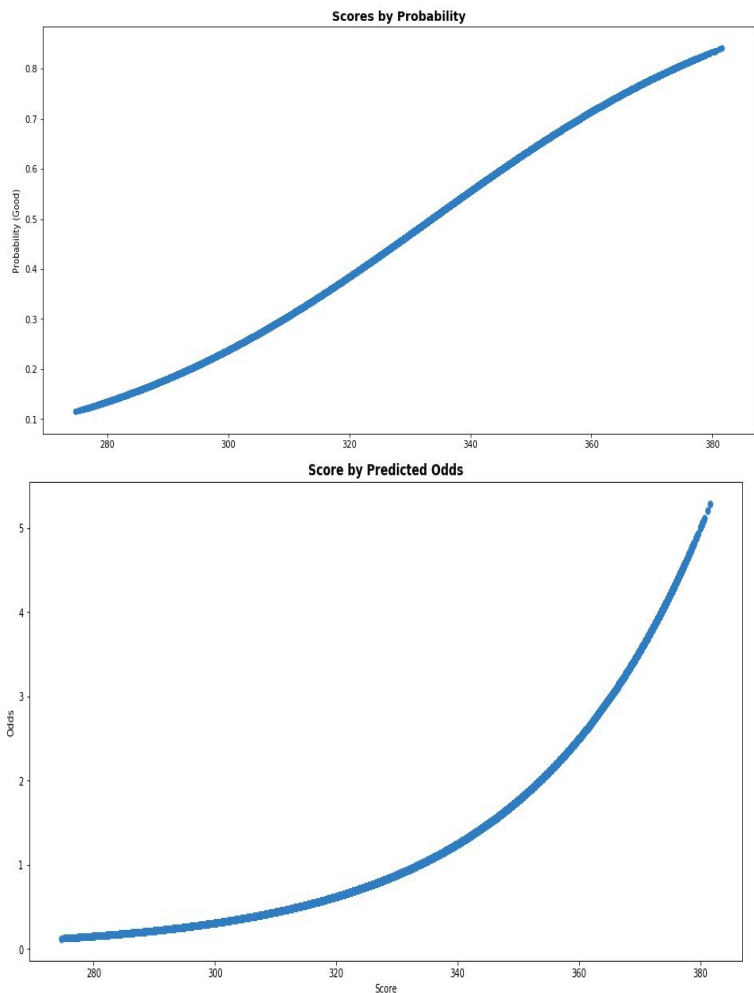 Scores by Probability
Probability (Good)
0.8
0.7
0.6
0.5
0.4
0.3
0.2
0.1
280 300 320 340 360 380
Score by Predicted Odds
Odds
5
4
3
2
1
0
280 300 320 340 360 380
Score